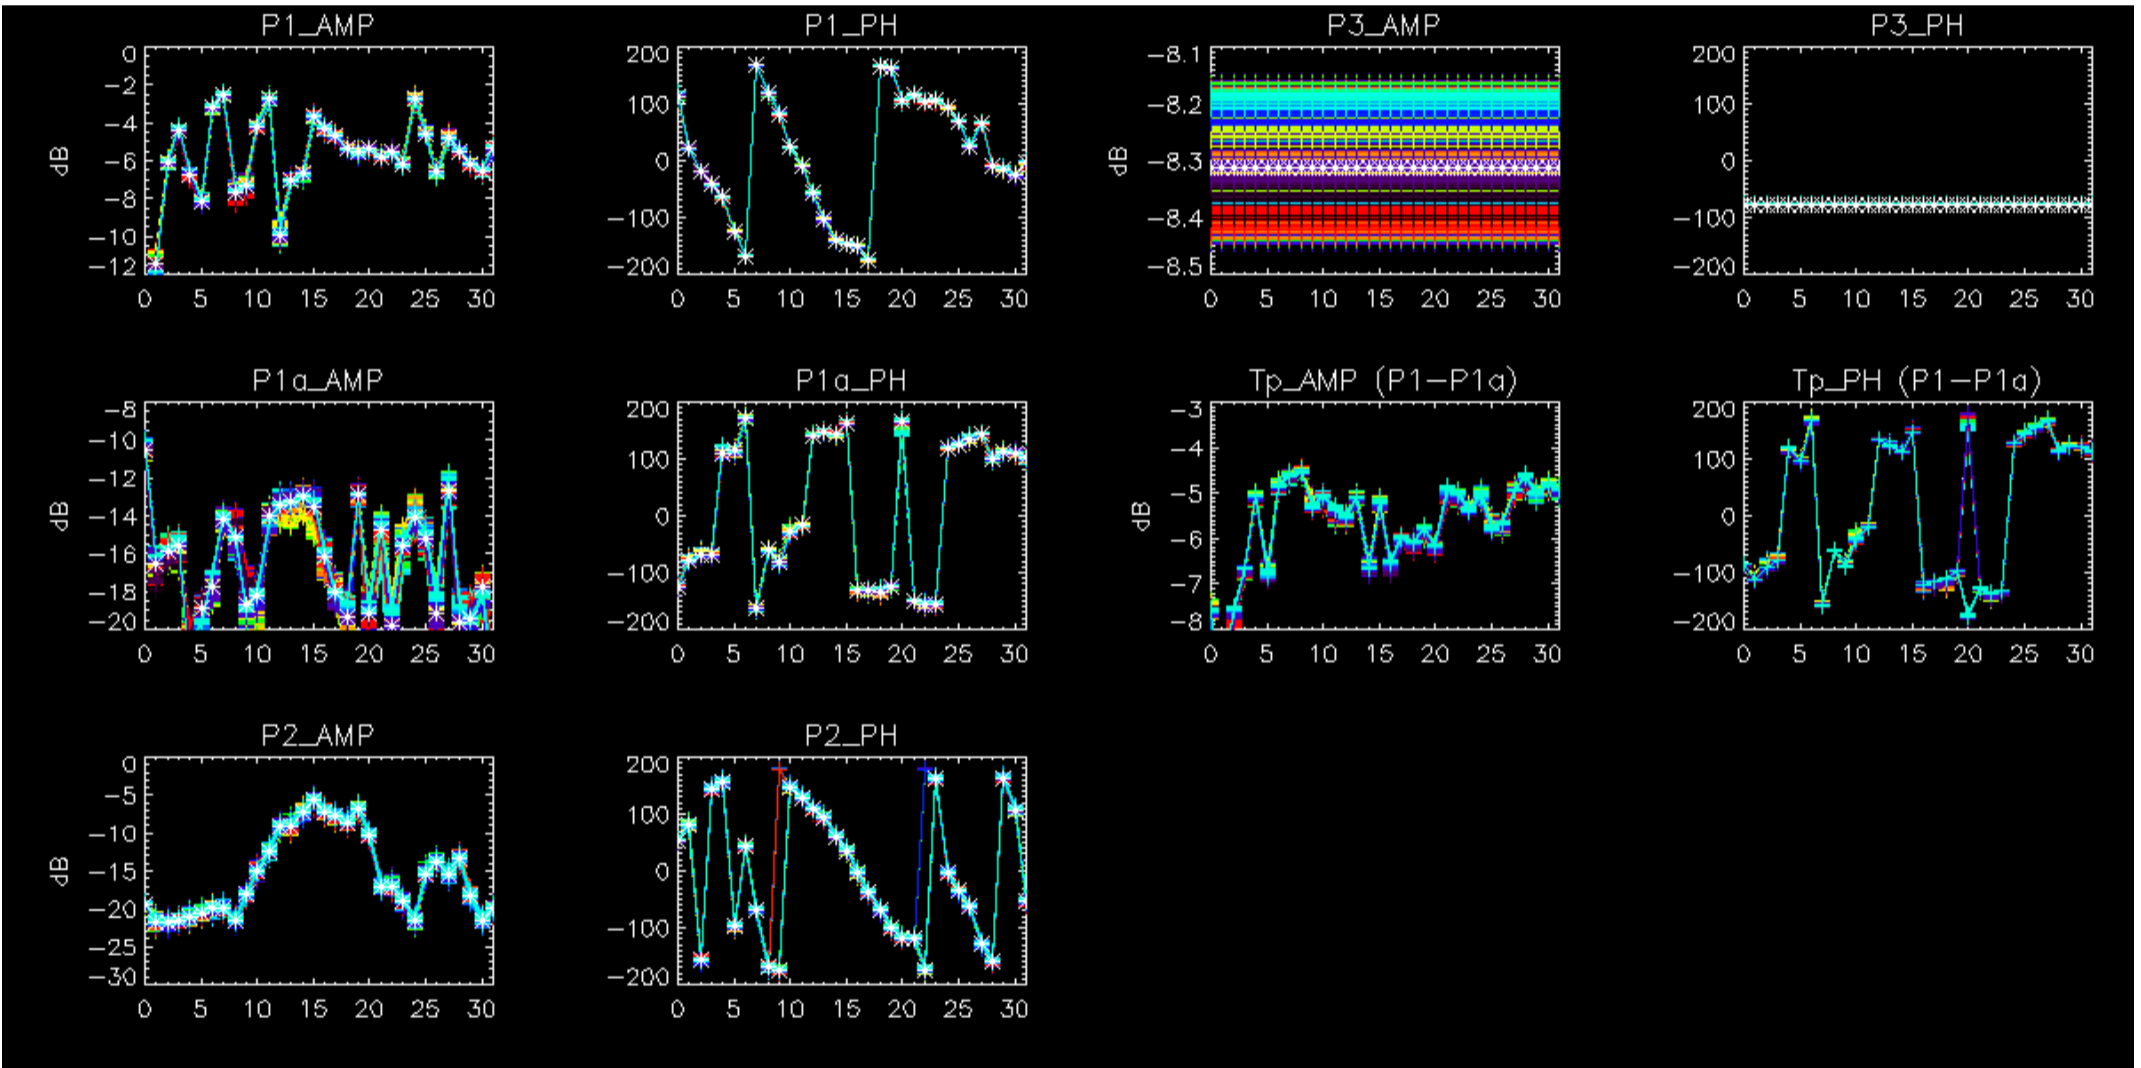 P1_AMP
P1_PH
P3_AMP
P3_PH
0
-2
-4
-6
-8
-10
-12
dB
0 5 10 15 20 25 30
200
100
0
-100
-200
0 5 10 15 20 25 30
-8.1
-8.2
-8.3
-8.4
-8.5
dB
0 5 10 15 20 25 30
200
100
0
-100
-200
0 5 10 15 20 25 30
P1a_AMP
P1a_PH
Tp_AMP (P1-P1a)
Tp_PH (P1-P1a)
-8
-10
-12
-14
-16
-18
-20
dB
0 5 10 15 20 25 30
200
100
0
-100
-200
0 5 10 15 20 25 30
-3
-4
-5
-6
-7
-8
dB
0 5 10 15 20 25 30
200
100
0
-100
-200
0 5 10 15 20 25 30
P2_AMP
P2_PH
0
-5
-10
-15
-20
-25
-30
dB
0 5 10 15 20 25 30
200
100
0
-100
-200
0 5 10 15 20 25 30